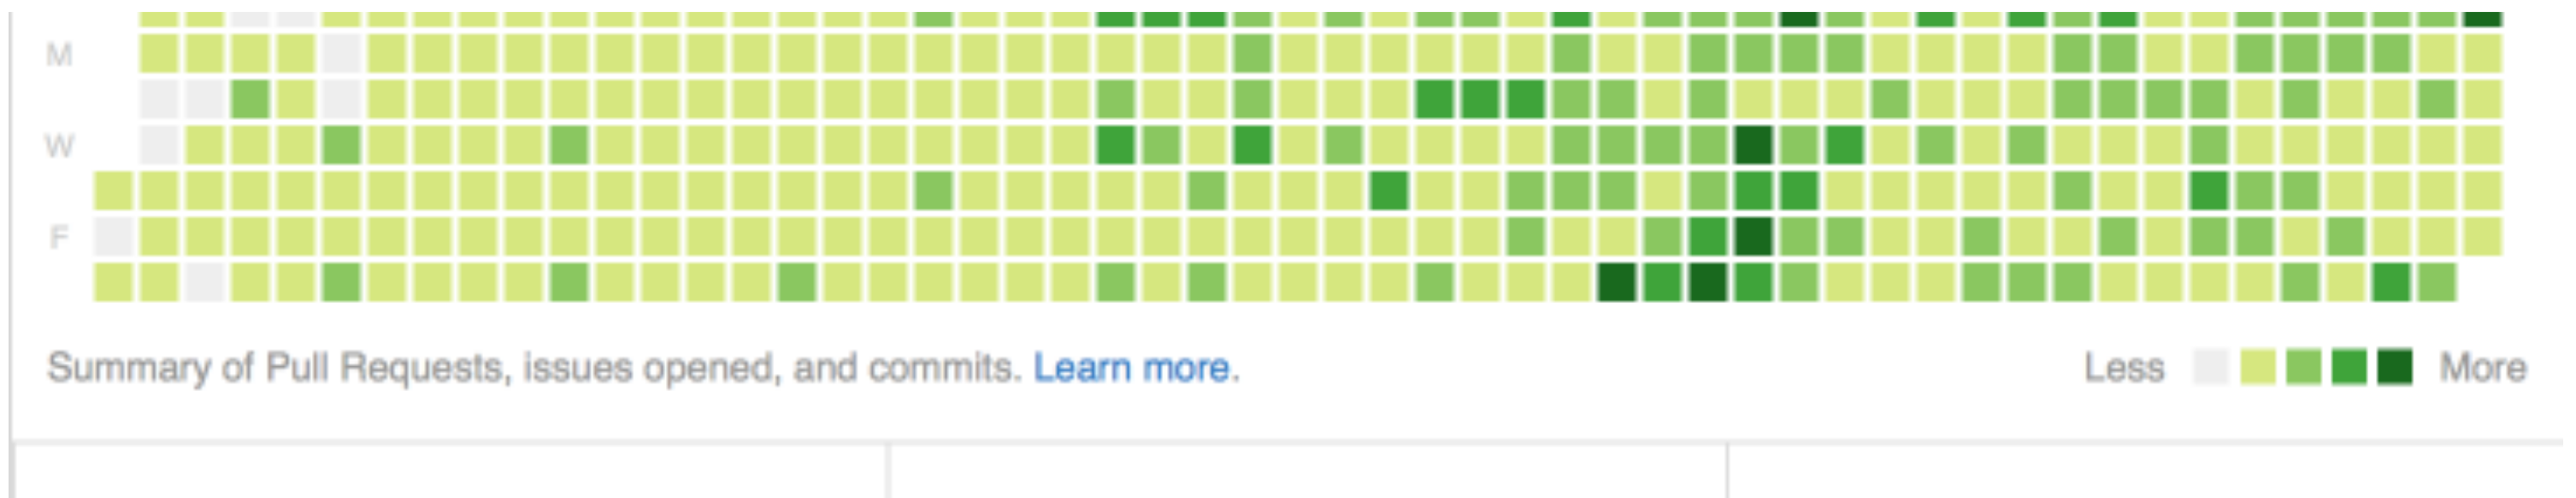 M
W
F
Summary of Pull Requests, issues opened, and commits. Learn more.
Less More